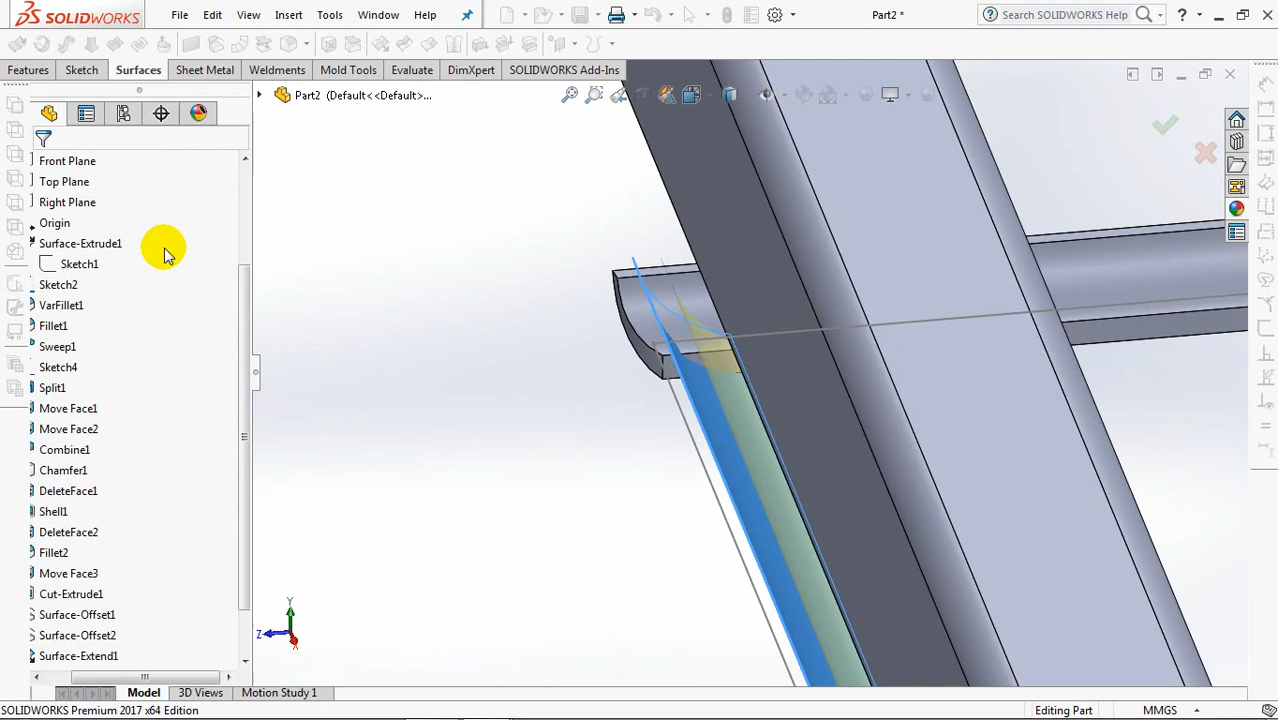 SOLIDWORKS File Edit View Insert Tools Window Help Part2 * Search SOLIDWORKS Help ?
Features Sketch Surfaces Sheet Metal Weldments Mold Tools Evaluate DimXpert SOLIDWORKS Add-Ins
Part2 (Default<<Default>...
Front Plane
Top Plane
Right Plane
Origin
Surface-Extrude1
Sketch1
Sketch2
VarFillet1
Fillet1
Sweep1
Sketch4
Split1
Move Face1
Move Face2
Combine1
Chamfer1
DeleteFace1
Shell1
DeleteFace2
Fillet2
Move Face3
Cut-Extrude1
Surface-Offset1
Surface-Offset2
Surface-Extend1
Y
Z
X
Model 3D Views Motion Study 1
SOLIDWORKS Premium 2017 x64 Edition Editing Part MMGS